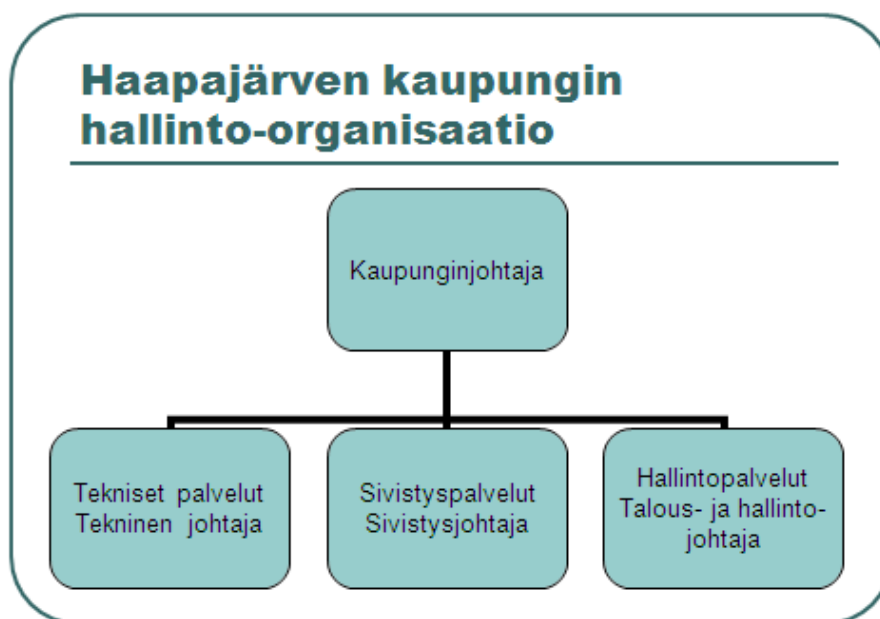 Haapajärven kaupungin
hallinto-organisaatio
Kaupunginjohtaja
Tekniset palvelut
Tekninen johtaja
Sivistyspalvelut
Sivistysjohtaja
Hallintopalvelut
Talous- ja hallinto-
johtaja